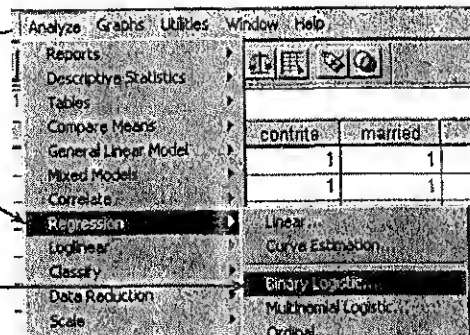 Analyze Graphs Utilities Window Help
Reports
Descriptive Statistics
Tables
Compare Means
General Linear Model
Mixed Models
Correlate
Regression
Loglinear
Classify
Data Reduction
Scale
contrite married
1 1
1 1
Linear...
Curve Estimation...
Binary Logistic...
Multinomial Logistic...
Ordinal